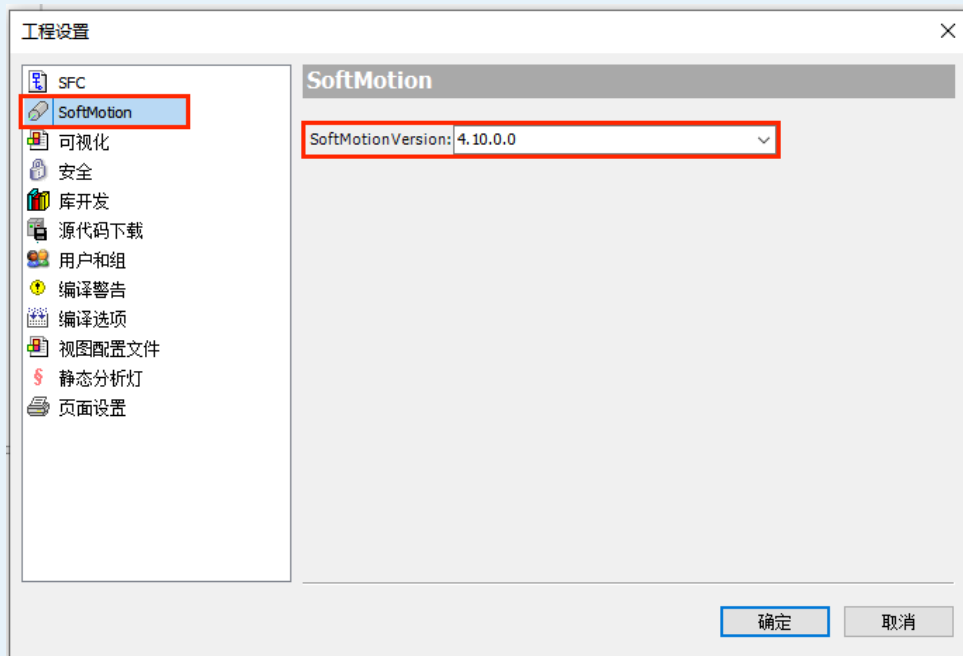 工程设置
SFC
SoftMotion
可视化
安全
库开发
源代码下载
用户和组
编译警告
编译选项
视图配置文件
静态分析灯
页面设置
SoftMotion
SoftMotionVersion: 4.10.0.0
确定
取消